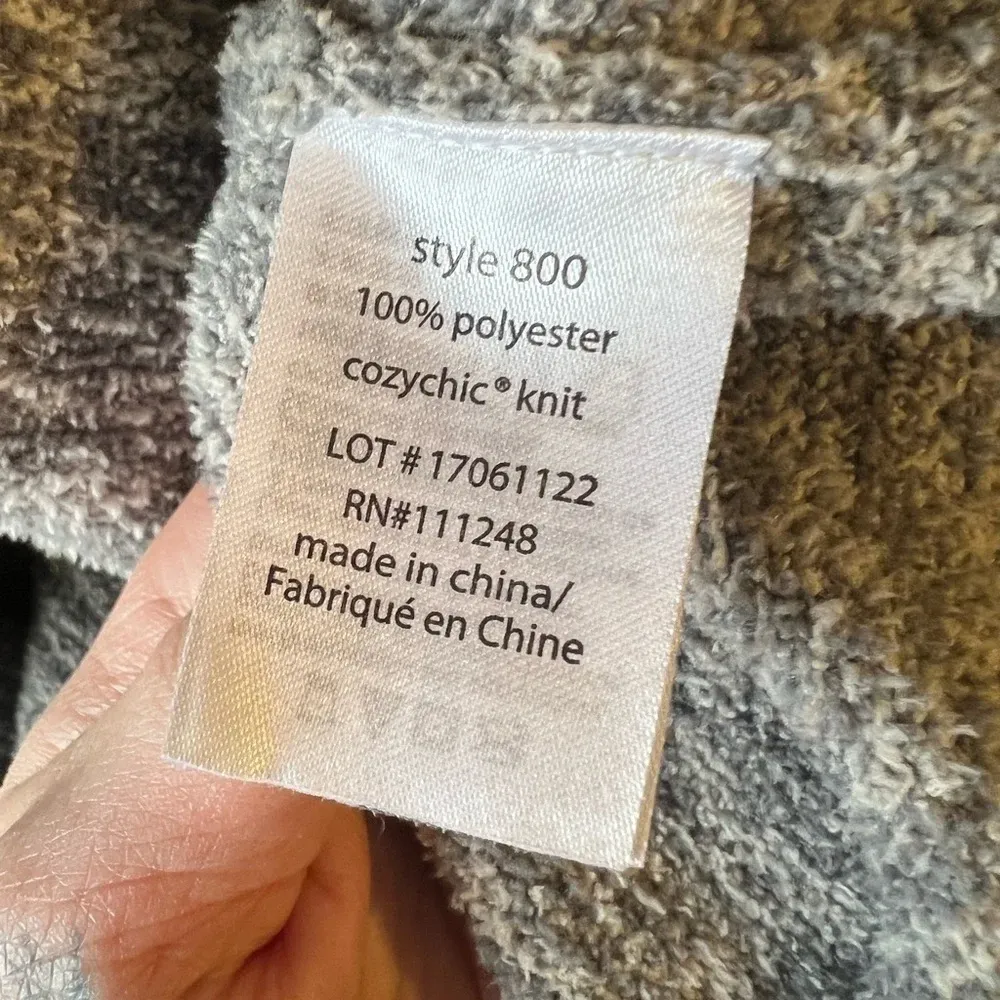 style 800
100% polyester
cozychic® knit
LOT # 17061122
RN#111248
made in china/
Fabriqué en Chine